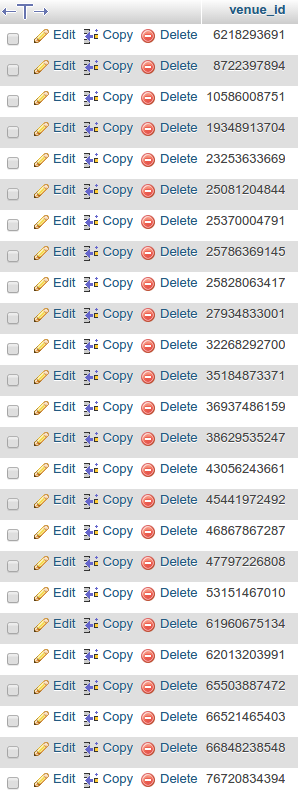 venue_id
Edit Copy Delete 6218293691
Edit Copy Delete 8722397894
Edit Copy Delete 10586008751
Edit Copy Delete 19348913704
Edit Copy Delete 23253633669
Edit Copy Delete 25081204844
Edit Copy Delete 25370004791
Edit Copy Delete 25786369145
Edit Copy Delete 25828063417
Edit Copy Delete 27934833001
Edit Copy Delete 32268292700
Edit Copy Delete 35184873371
Edit Copy Delete 36937486159
Edit Copy Delete 38629535247
Edit Copy Delete 43056243661
Edit Copy Delete 45441972492
Edit Copy Delete 46867867287
Edit Copy Delete 47797226808
Edit Copy Delete 53151467010
Edit Copy Delete 61960675134
Edit Copy Delete 62013203991
Edit Copy Delete 65503887472
Edit Copy Delete 66521465403
Edit Copy Delete 66848238548
Edit Copy Delete 76720834394